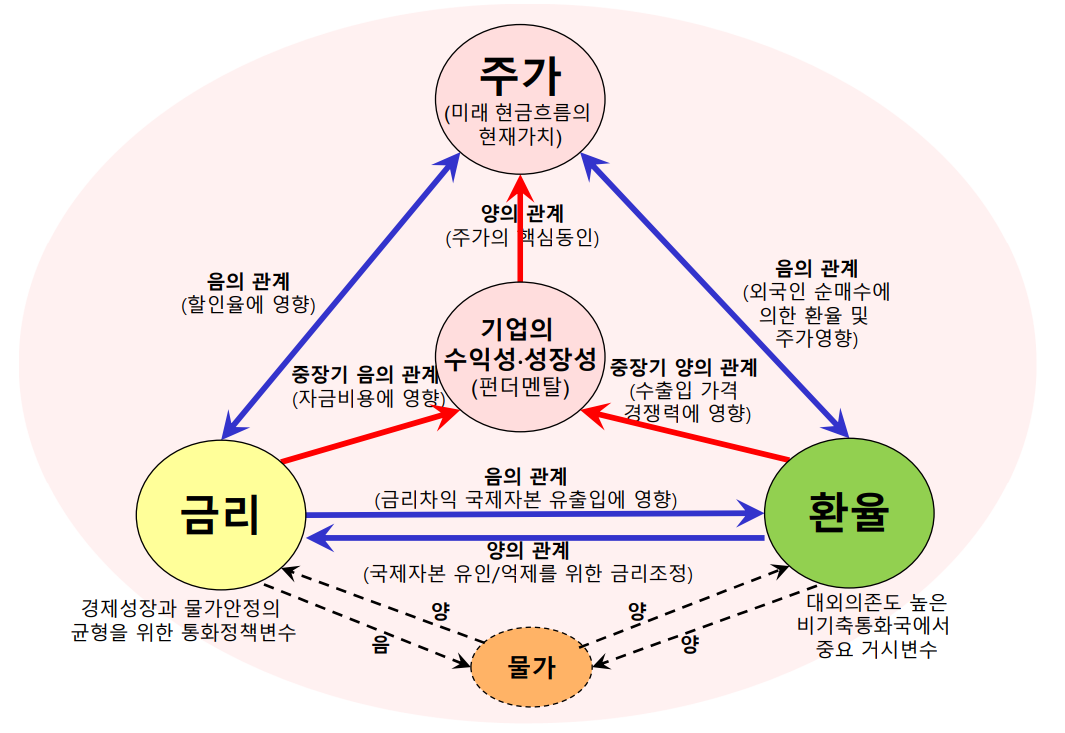 주가
(미래 현금흐름의
현재가치)
양의 관계
(주가의 핵심동인)
음의 관계
(할인율에 영향)
음의 관계
(외국인 순매수에
의한 환율 및
주가영향)
기업의
수익성·성장성
(펀더멘탈)
중장기 음의 관계
(자금비용에 영향)
중장기 양의 관계
(수출입 가격
경쟁력에 영향)
금리
음의 관계
(금리차익 국제자본 유출입에 영향)
환율
양의 관계
(국제자본 유인/억제를 위한 금리조정)
경제성장과 물가안정의
균형을 위한 통화정책변수
양
음
물가
양
양
대외의존도 높은
비기축통화국에서
중요 거시변수